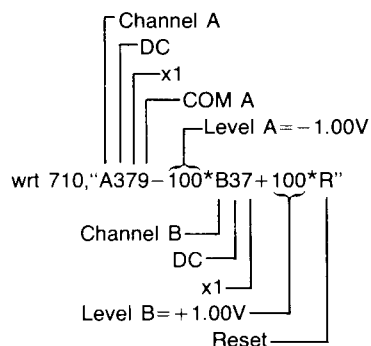 Channel A
DC
x1
COM A
Level A=−1.00V
wrt 710,“A379−100*B37+100*R”
Channel B
DC
x1
Level B=+1.00V
Reset